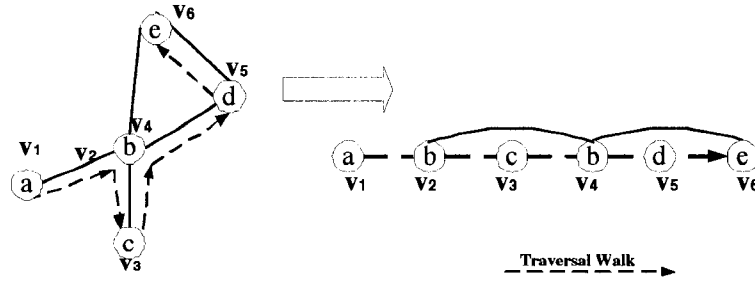 v6
e
v5
d
v4
v1
v2
b
a
c
v3
a b c b d e
v1 v2 v3 v4 v5 v6
Traversal Walk